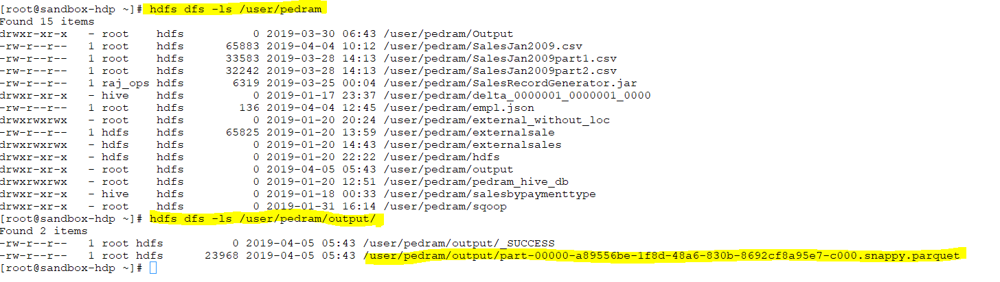 [root@sandbox-hdp ~]# hdfs dfs -ls /user/pedram
Found 15 items
drwxr-xr-x   - root    hdfs          0 2019-03-30 06:43 /user/pedram/Output
-rw-r--r--   1 root    hdfs      65883 2019-04-04 10:12 /user/pedram/SalesJan2009.csv
-rw-r--r--   1 root    hdfs      33583 2019-03-28 14:13 /user/pedram/SalesJan2009part1.csv
-rw-r--r--   1 root    hdfs      32242 2019-03-28 14:13 /user/pedram/SalesJan2009part2.csv
-rw-r--r--   1 raj_ops hdfs       6319 2019-03-25 00:04 /user/pedram/SalesRecordGenerator.jar
drwxr-xr-x   - hive    hdfs          0 2019-01-17 23:37 /user/pedram/delta_0000001_0000001_0000
-rw-r--r--   1 root    hdfs        136 2019-04-04 12:45 /user/pedram/empl.json
drwxrwxrwx   - root    hdfs          0 2019-01-20 20:24 /user/pedram/external_without_loc
-rw-r--r--   1 hdfs    hdfs      65825 2019-01-20 13:59 /user/pedram/externalsale
drwxrwxrwx   - hdfs    hdfs          0 2019-01-20 14:43 /user/pedram/externalsales
drwxr-xr-x   - hdfs    hdfs          0 2019-01-20 22:22 /user/pedram/hdfs
drwxr-xr-x   - root    hdfs          0 2019-04-05 05:43 /user/pedram/output
drwxrwxrwx   - root    hdfs          0 2019-01-20 12:51 /user/pedram/pedram_hive_db
drwxr-xr-x   - hive    hdfs          0 2019-01-18 00:33 /user/pedram/salesbypaymenttype
drwxr-xr-x   - root    hdfs          0 2019-01-31 16:14 /user/pedram/sqoop
[root@sandbox-hdp ~]# hdfs dfs -ls /user/pedram/output/
Found 2 items
-rw-r--r--   1 root hdfs          0 2019-04-05 05:43 /user/pedram/output/_SUCCESS
-rw-r--r--   1 root hdfs      23968 2019-04-05 05:43 /user/pedram/output/part-00000-a89556be-1f8d-48a6-830b-8692cf8a95e7-c000.snappy.parquet
[root@sandbox-hdp ~]#